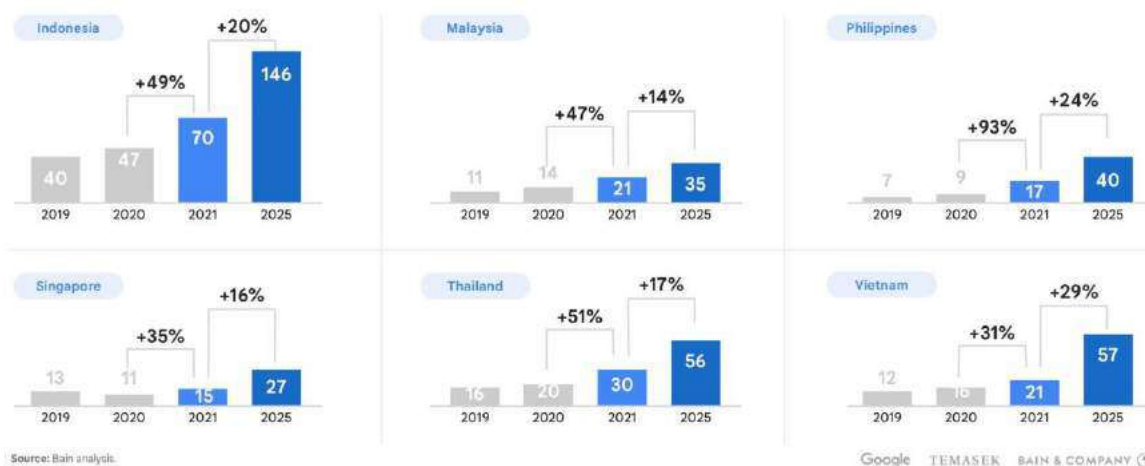 Indonesia
+20%
+49%
146
70
47
40
2019 2020 2021 2025
Malaysia
+14%
+47%
35
21
14
11
2019 2020 2021 2025
Philippines
+24%
+93%
40
17
9
7
2019 2020 2021 2025
Singapore
+16%
+35%
13
11
15
27
2019 2020 2021 2025
Thailand
+17%
+51%
56
30
20
16
2019 2020 2021 2025
Vietnam
+29%
+31%
57
21
16
12
2019 2020 2021 2025
Source: Bain analysis.
Google TEMASEK BAIN & COMPANY